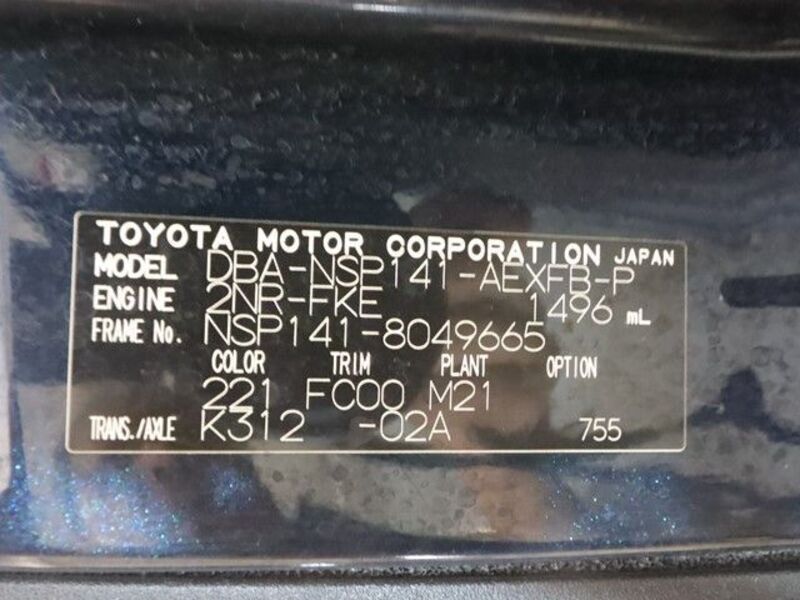 TOYOTA MOTOR CORPORATION JAPAN
MODEL DBA-NSP141-AEXFB-P
ENGINE 2NR-FKE 1496 mL
FRAME No. NSP141-8049665
COLOR TRIM PLANT OPTION
221 FC00 M21
TRANS./AXLE K312 -02A 755